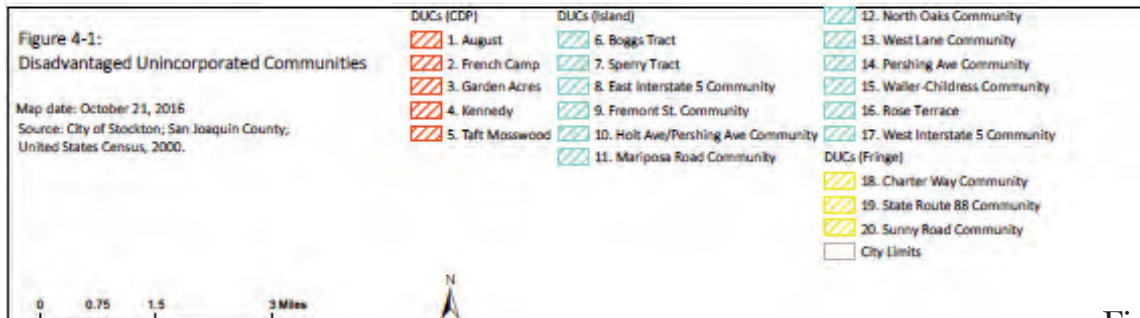 Figure 4-1:
Disadvantaged Unincorporated Communities
Map date: October 21, 2016
Source: City of Stockton; San Joaquin County;
United States Census, 2000.
DUCs (CDP)
1. August
2. French Camp
3. Garden Acres
4. Kennedy
5. Taft Mosswood
DUCs (Island)
6. Boggs Tract
7. Sperry Tract
8. East Interstate 5 Community
9. Fremont St. Community
10. Holt Ave/Pershing Ave Community
11. Mariposa Road Community
12. North Oaks Community
13. West Lane Community
14. Pershing Ave Community
15. Waller-Childress Community
16. Rose Terrace
17. West Interstate 5 Community
DUCs (Fringe)
18. Charter Way Community
19. State Route 88 Community
20. Sunny Road Community
City Limits
0 0.75 1.5 3 Miles
N
Fi